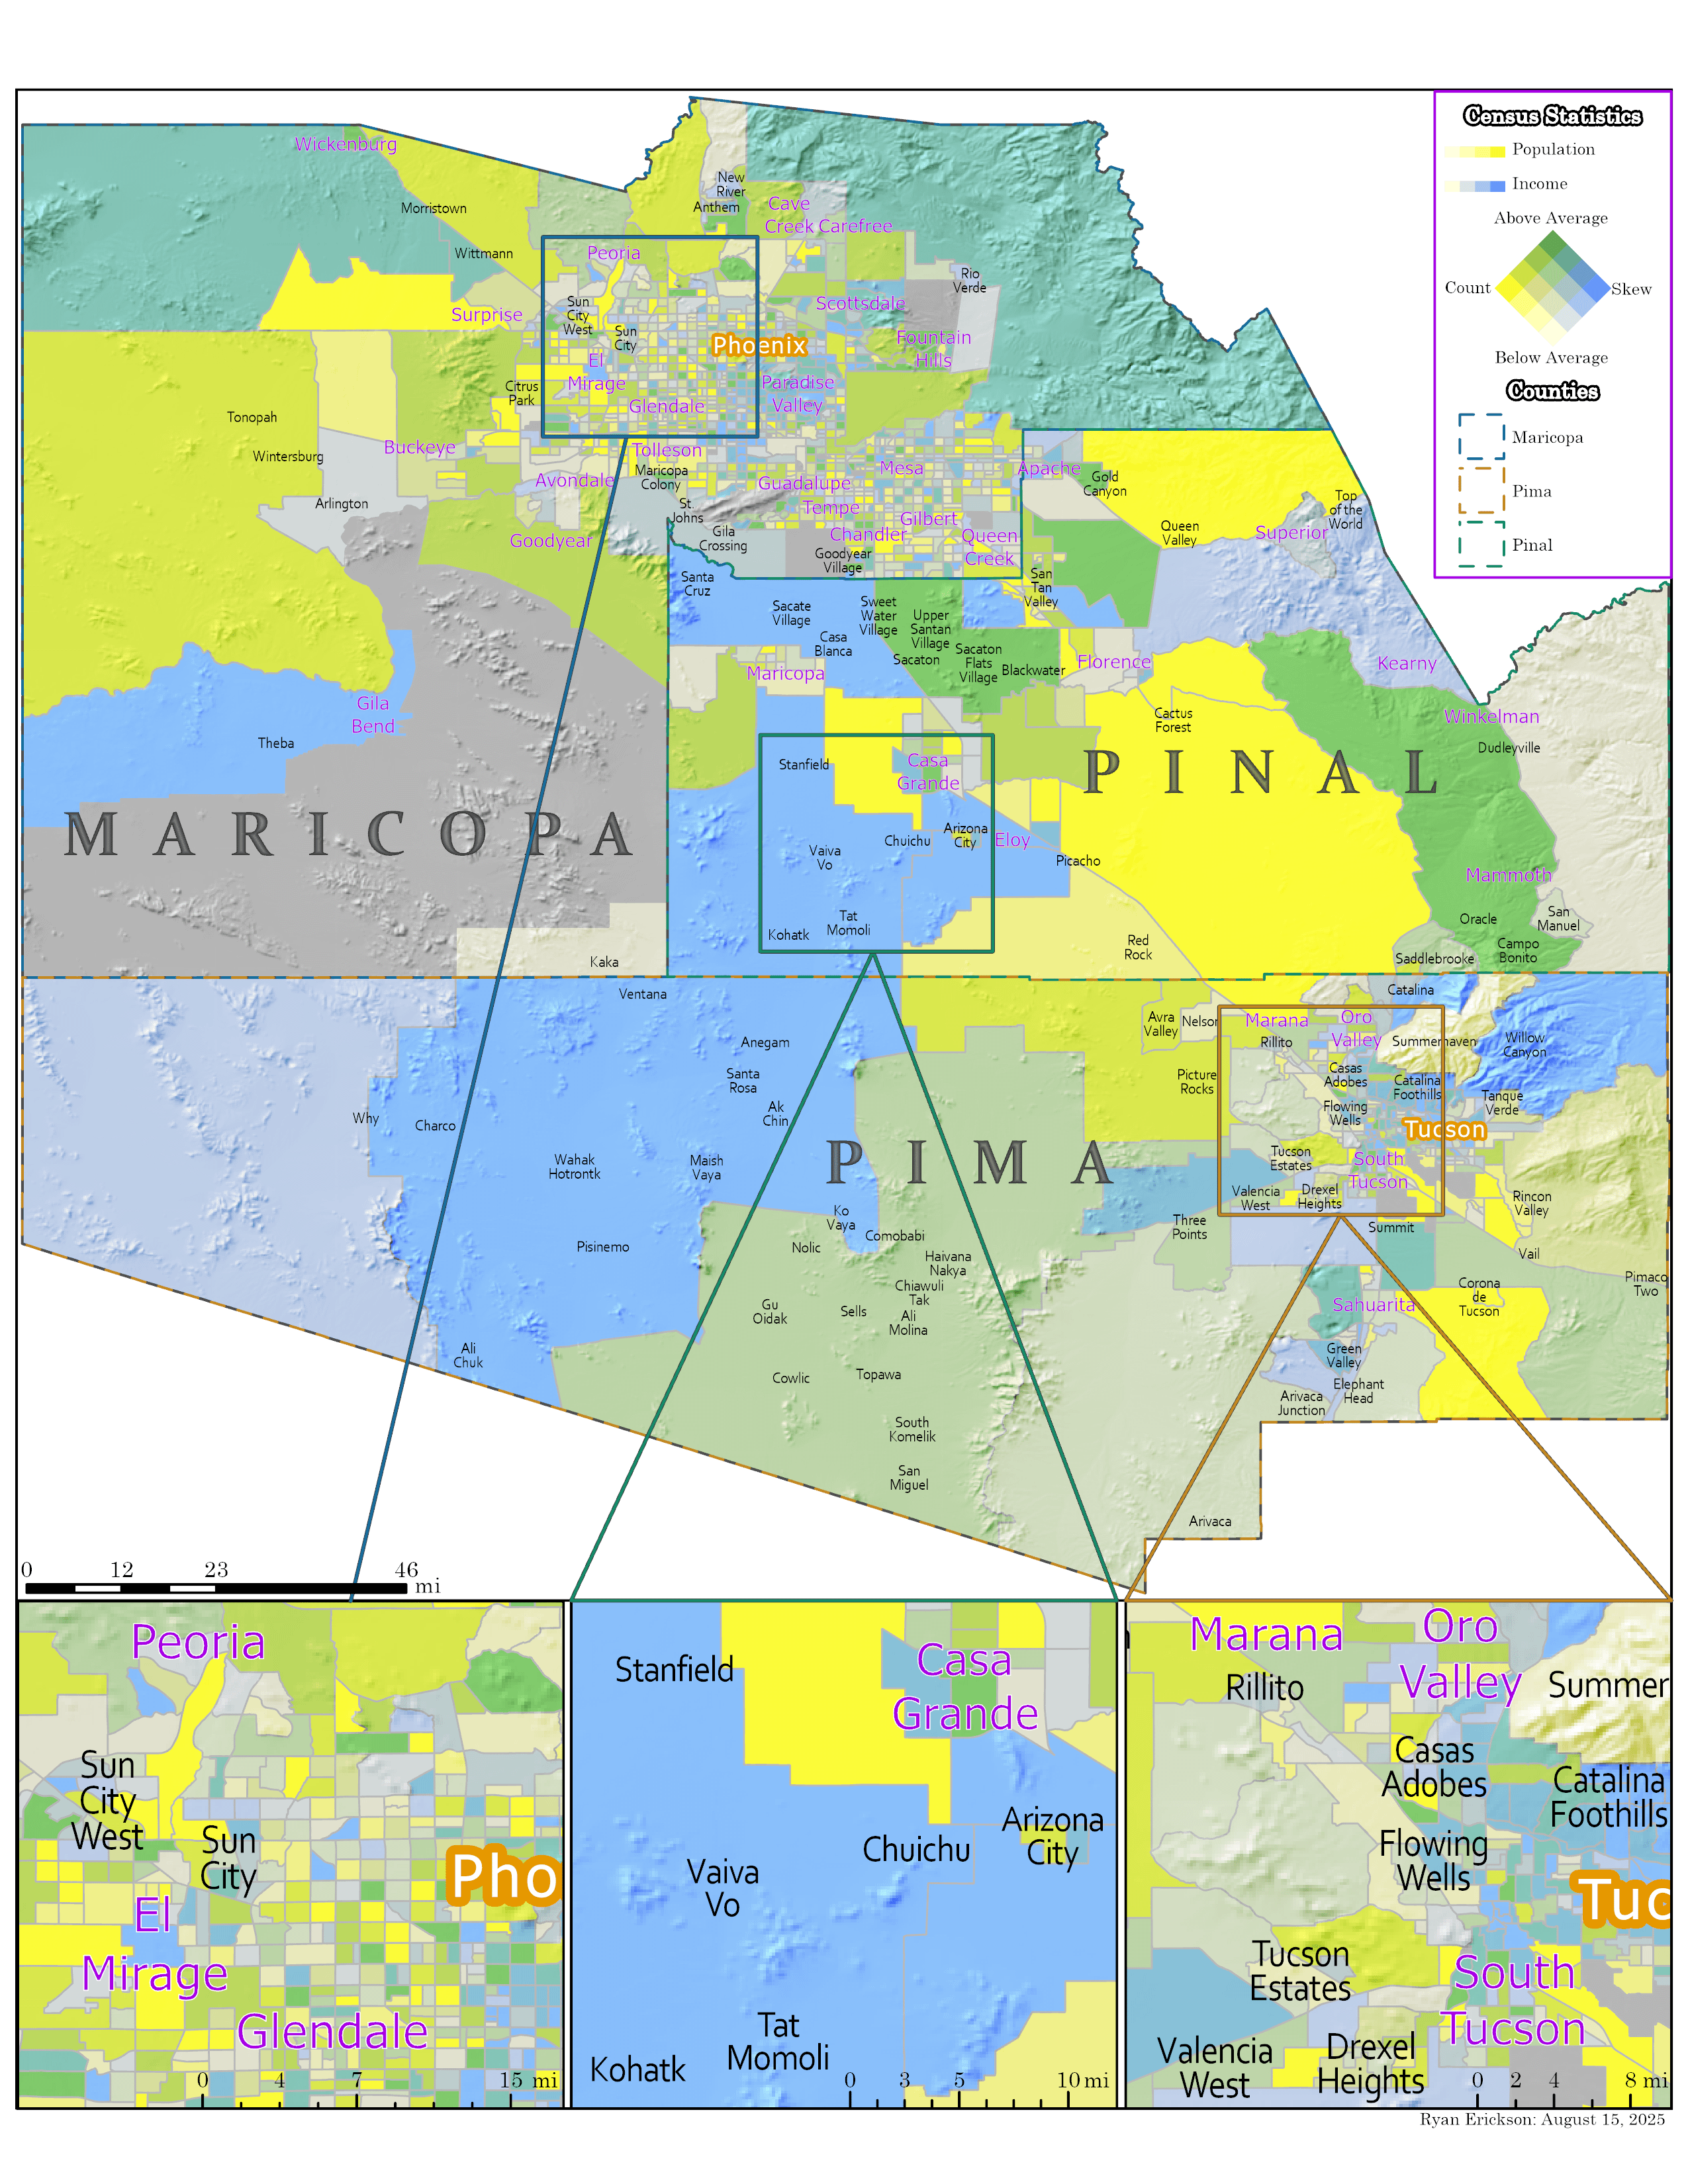 Census Statistics
Population
Income
Above Average
Count
Skew
Below Average
Counties
Maricopa
Pima
Pinal
Wickenburg
Morristown
Wittmann
New
River
Anthem
Cave
Creek
Carefree
Peoria
Surprise
Sun
City
West
Sun
City
Scottsdale
Rio
Verde
Phoenix
Fountain
Hills
El
Mirage
Citrus
Park
Paradise
Valley
Glendale
Tonopah
Wintersburg
Buckeye
Tolleson
Arlington
Avondale
Maricopa
Colony
Mesa
Apache
Gold
Canyon
Guadalupe
Tempe
St.
Johns
Goodyear
Gila
Crossing
Gilbert
Chandler
Queen
Creek
Goodyear
Village
Queen
Valley
Superior
Top
of the
World
Santa
Cruz
San
Tan
Valley
Sacate
Village
Sweet
Water
Village
Upper
Santan
Village
Casa
Blanca
Sacaton
Sacaton
Flats
Village
Blackwater
Florence
Kearny
Maricopa
Gila
Bend
Theba
Cactus
Forest
Winkelman
Dudleyville
Stanfield
Casa
Grande
PINAL
MARICOPA
Arizona
City
Chuichu
Eloy
Vaiva
Vo
Picacho
Mammoth
Tat
Momoli
Kohatk
Red
Rock
Oracle
San
Manuel
Campo
Bonito
Saddlebrooke
Kaka
Ventana
Catalina
Anegam
Avra
Valley
Nelson
Marana
Oro
Valley
Rillito
Summerhaven
Willow
Canyon
Santa
Rosa
Picture
Rocks
Casas
Adobes
Catalina
Foothills
Tanque
Verde
Ak
Chin
Why
Charco
Flowing
Wells
Tucson
PIMA
Wahak
Hotrontk
Maish
Vaya
Tucson
Estates
South
Tucson
Valencia
West
Drexel
Heights
Rincon
Valley
Ko
Vaya
Three
Points
Summit
Comobabi
Pisinemo
Nolic
Haivana
Nakya
Vail
Chiawuli
Tak
Pimaco
Two
Gu
Oidak
Sells
Ali
Molina
Sahuarita
Corona
de
Tucson
Ali
Chuk
Green
Valley
Cowlic
Topawa
Elephant
Head
Arivaca
Junction
South
Komelik
San
Miguel
Arivaca
0 12 23 46 mi
Peoria
Sun
City
West
Sun
City
Pho
El
Mirage
Glendale
0 4 7 15 mi
Stanfield
Casa
Grande
Arizona
City
Chuichu
Vaiva
Vo
Tat
Momoli
Kohatk
0 3 5 10 mi
Marana
Oro
Valley
Rillito
Summer
Casas
Adobes
Catalina
Foothills
Flowing
Wells
Tuc
Tucson
Estates
South
Tucson
Valencia
West
Drexel
Heights
0 2 4 8 mi
Ryan Erickson: August 15, 2025